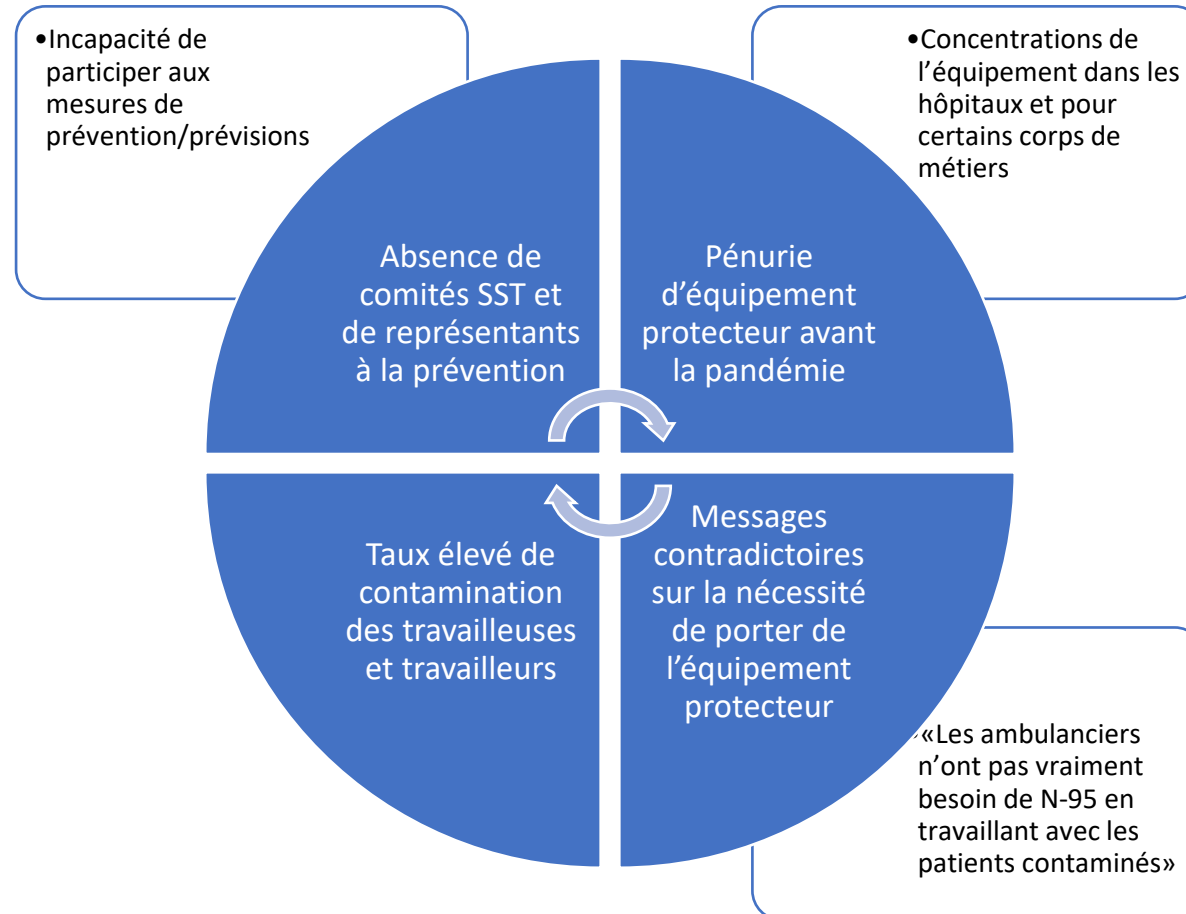 •Incapacité de
participer aux
mesures de
prévention/prévisions
•Concentrations de
l’équipement dans les
hôpitaux et pour
certains corps de
métiers
Absence de
comités SST et
de représentants
à la prévention
Pénurie
d’équipement
protecteur avant
la pandémie
Taux élevé de
contamination
des travailleuses
et travailleurs
Messages
contradictoires
sur la nécessité
de porter de
l’équipement
protecteur
•«Les ambulanciers
n’ont pas vraiment
besoin de N-95 en
travaillant avec les
patients contaminés»